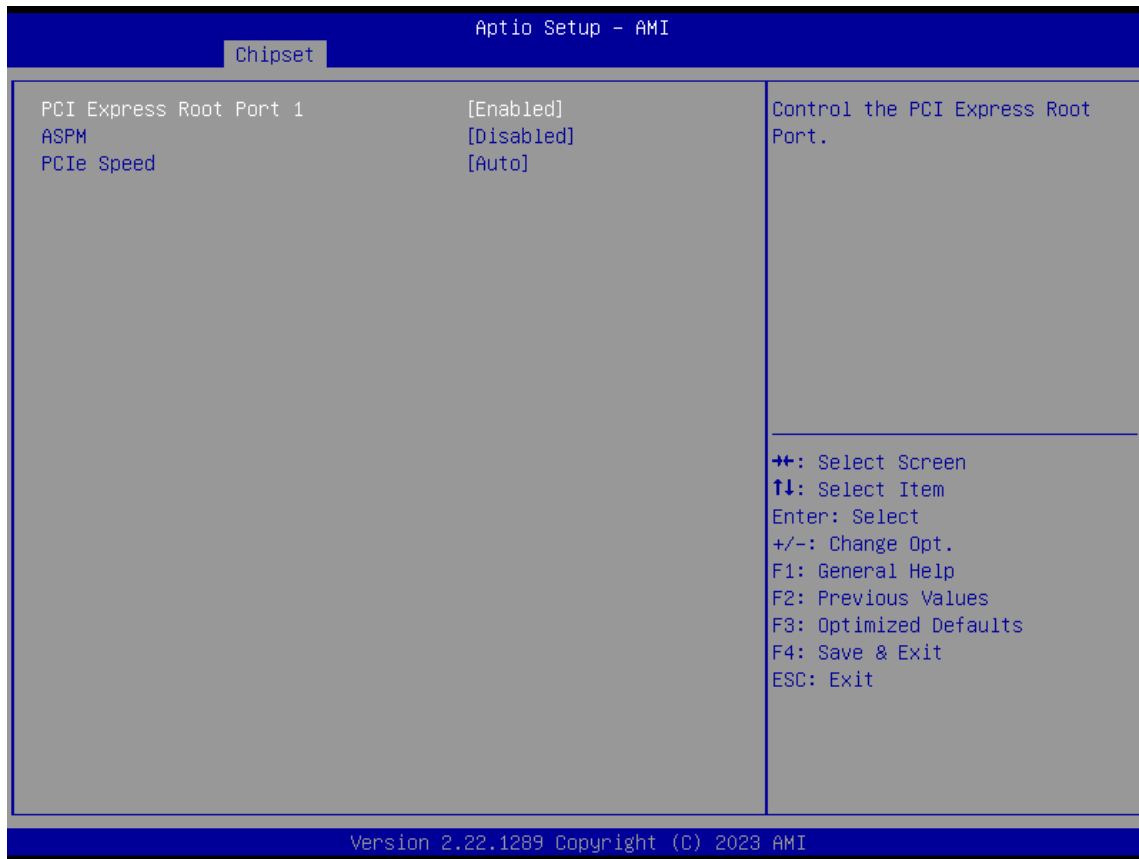 Aptio Setup – AMI
Chipset
PCI Express Root Port 1 [Enabled]
ASPM [Disabled]
PCIe Speed [Auto]
Control the PCI Express Root
Port.
→←: Select Screen
↑↓: Select Item
Enter: Select
+/-: Change Opt.
F1: General Help
F2: Previous Values
F3: Optimized Defaults
F4: Save & Exit
ESC: Exit
Version 2.22.1289 Copyright (C) 2023 AMI